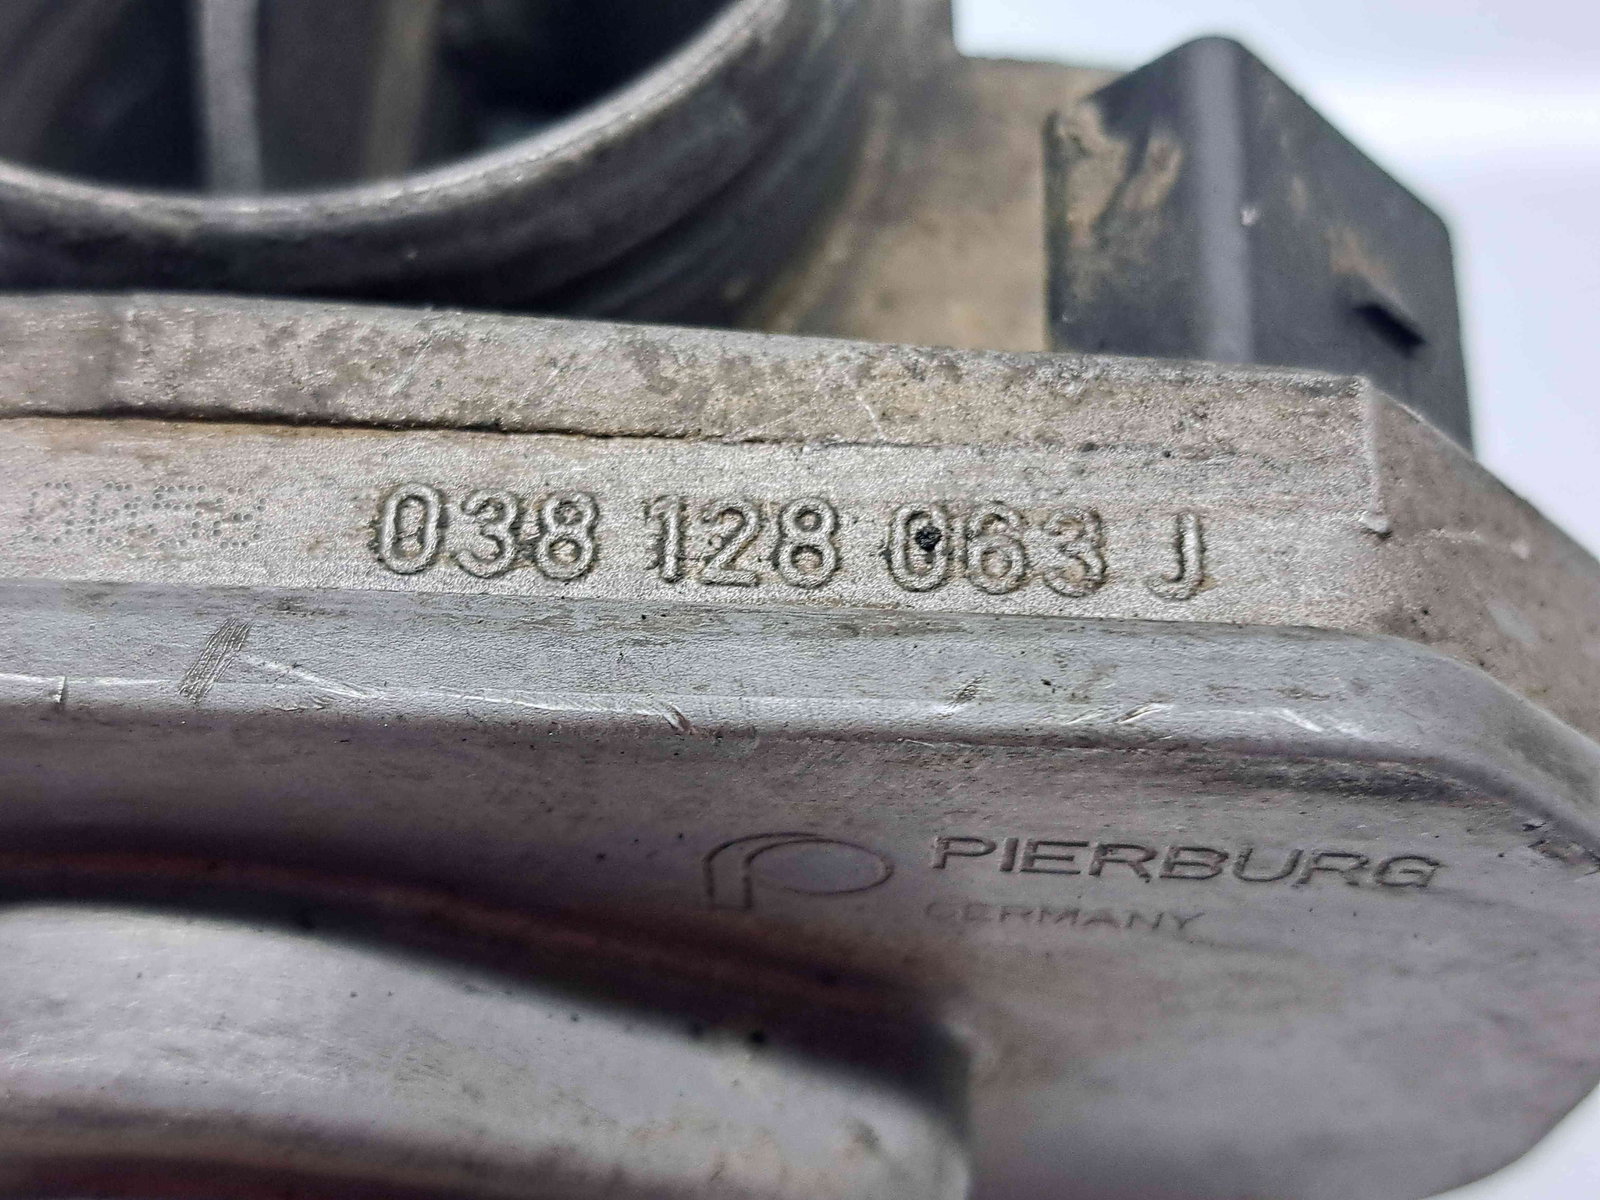 038 128 063 J
PIERBURG
GERMANY